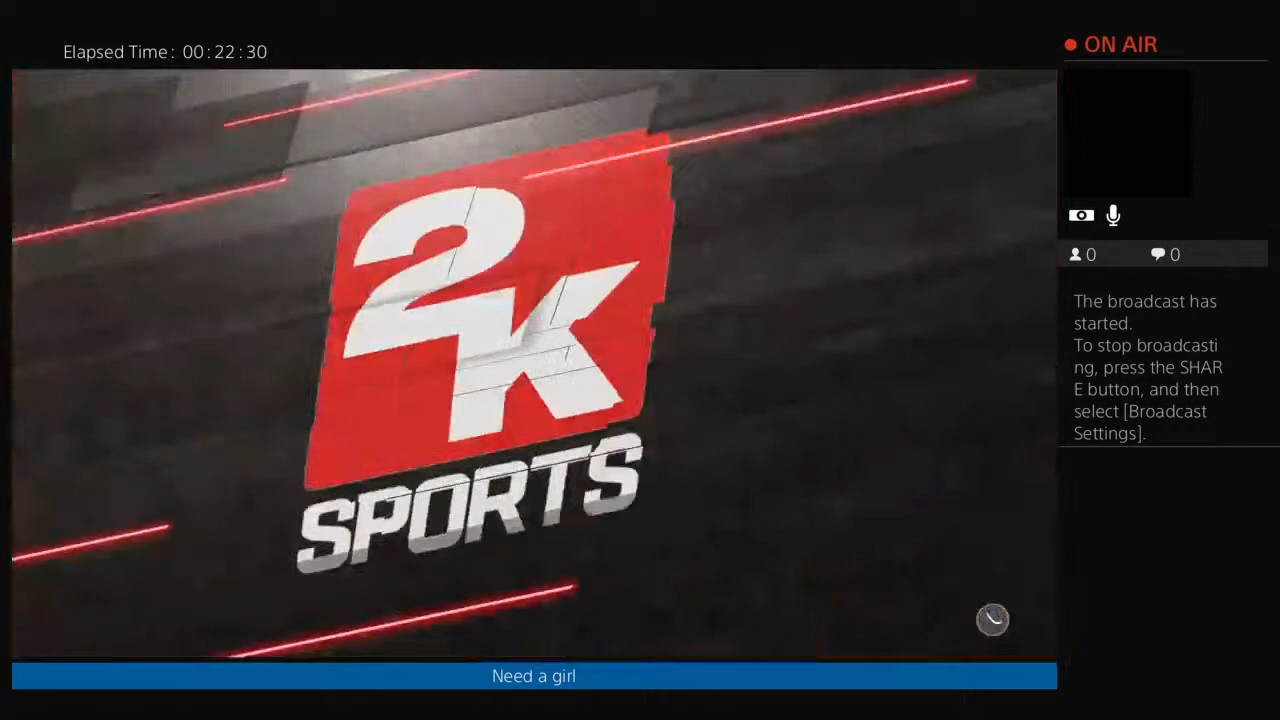 Elapsed Time: 00:22:30
ON AIR
2K
SPORTS
0
0
The broadcast has
started.
To stop broadcasti
ng, press the SHAR
E button, and then
select [Broadcast
Settings].
Need a girl